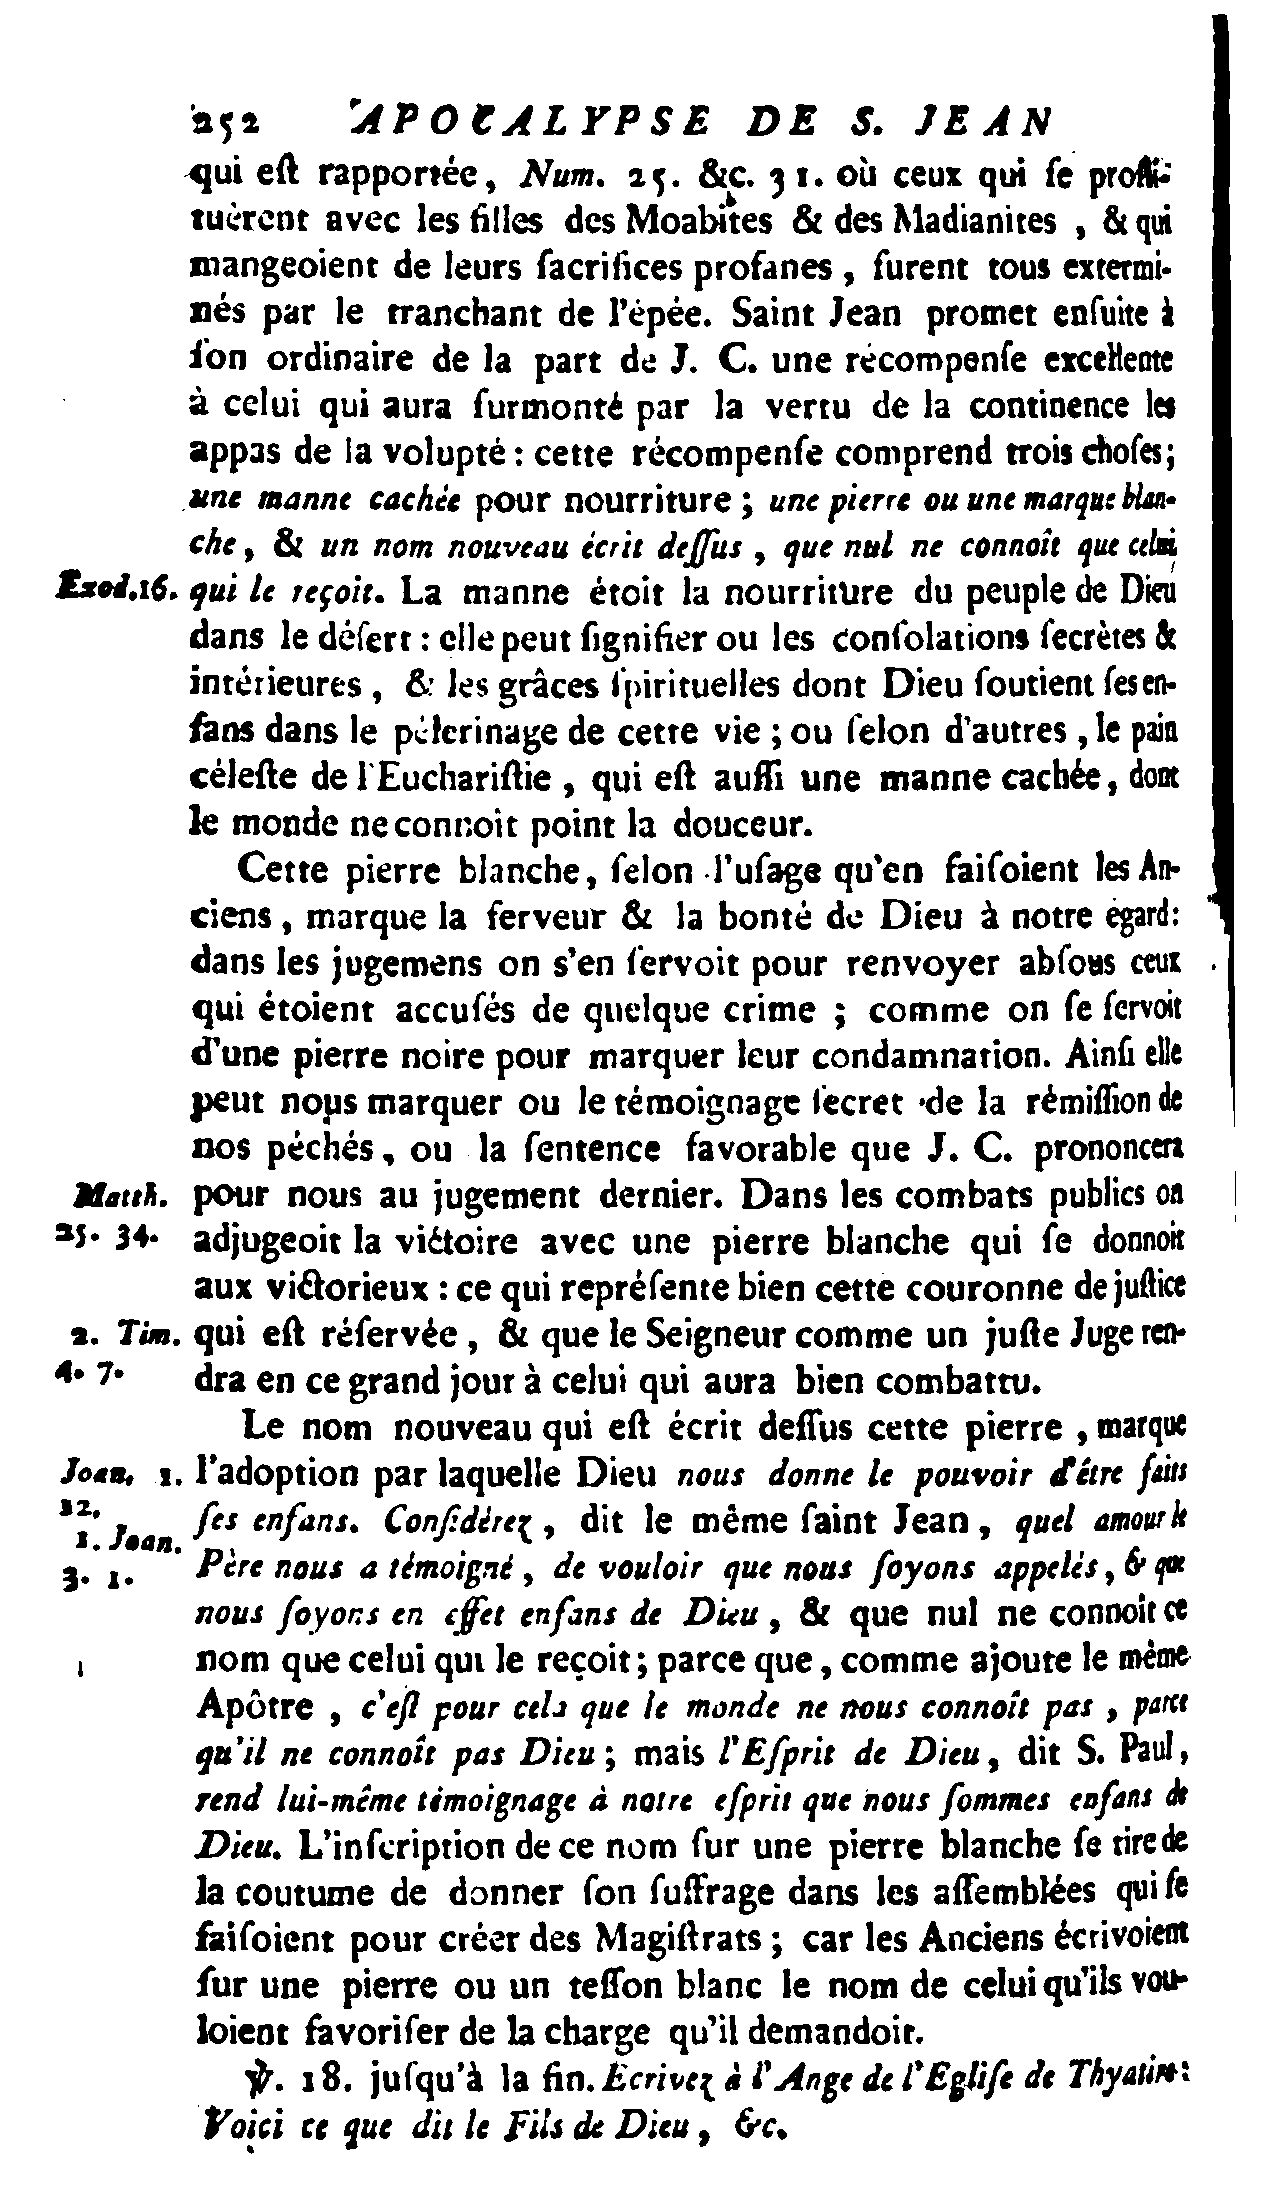 252 APOCALYPSE DE S. JEAN
qui eſt rapportée, Num. 25. &c. 31. où ceux qui ſe proſti-
tuèrent avec les filles des Moabites & des Madianites, & qui
mangeoient de leurs ſacrifices profanes, furent tous extermi-
nés par le tranchant de l'épée. Saint Jean promet enſuite à
ſon ordinaire de la part de J. C. une récompenſe excellente
à celui qui aura ſurmonté par la vertu de la continence les
appas de la volupté : cette récompenſe comprend trois choſes;
une manne cachée pour nourriture ; une pierre ou une marque blan-
che, & un nom nouveau écrit deſſus, que nul ne connoît que celui
Exod.16. qui le reçoit. La manne étoit la nourriture du peuple de Dieu
dans le déſert : elle peut ſignifier ou les conſolations ſecrètes &
intérieures, & les grâces ſpirituelles dont Dieu ſoutient ſes en-
fans dans le pélerinage de cette vie ; ou ſelon d'autres, le pain
céleſte de l'Euchariſtie, qui eſt auſſi une manne cachée, dont
le monde ne connoît point la douceur.
Cette pierre blanche, ſelon l'uſage qu'en faiſoient les An-
ciens, marque la ferveur & la bonté de Dieu à notre égard:
dans les jugemens on s'en ſervoit pour renvoyer abſous ceux
qui étoient accuſés de quelque crime ; comme on ſe ſervoit
d'une pierre noire pour marquer leur condamnation. Ainſi elle
peut nous marquer ou le témoignage ſecret de la rémiſſion de
nos péchés, ou la ſentence favorable que J. C. prononcera
Matth. pour nous au jugement dernier. Dans les combats publics on
25. 34. adjugeoit la victoire avec une pierre blanche qui ſe donnoit
aux victorieux : ce qui repréſente bien cette couronne de juſtice
2. Tim. qui eſt réſervée, & que le Seigneur comme un juſte Juge ren-
4. 7. dra en ce grand jour à celui qui aura bien combattu.
Le nom nouveau qui eſt écrit deſſus cette pierre, marque
Joan. 1. l'adoption par laquelle Dieu nous donne le pouvoir d'être faits
12. ſes enfans. Conſidérez, dit le même ſaint Jean, quel amour le
1. Joan. Père nous a témoigné, de vouloir que nous ſoyons appelés, & que
3. 1. nous ſoyons en effet enfans de Dieu, & que nul ne connoît ce
nom que celui qui le reçoit ; parce que, comme ajoute le même
Apôtre, c'eſt pour cela que le monde ne nous connoît pas, parce
qu'il ne connoît pas Dieu ; mais l'Eſprit de Dieu, dit S. Paul,
rend lui-même témoignage à notre eſprit que nous ſommes enfans de
Dieu. L'inſcription de ce nom ſur une pierre blanche ſe tire de
la coutume de donner ſon ſuffrage dans les aſſemblées qui ſe
faiſoient pour créer des Magiſtrats ; car les Anciens écrivoient
ſur une pierre ou un teſſon blanc le nom de celui qu'ils vou-
loient favoriſer de la charge qu'il demandoit.
℣. 18. juſqu'à la fin. Ecrivez à l'Ange de l'Egliſe de Thyatire :
Voici ce que dit le Fils de Dieu, &c.